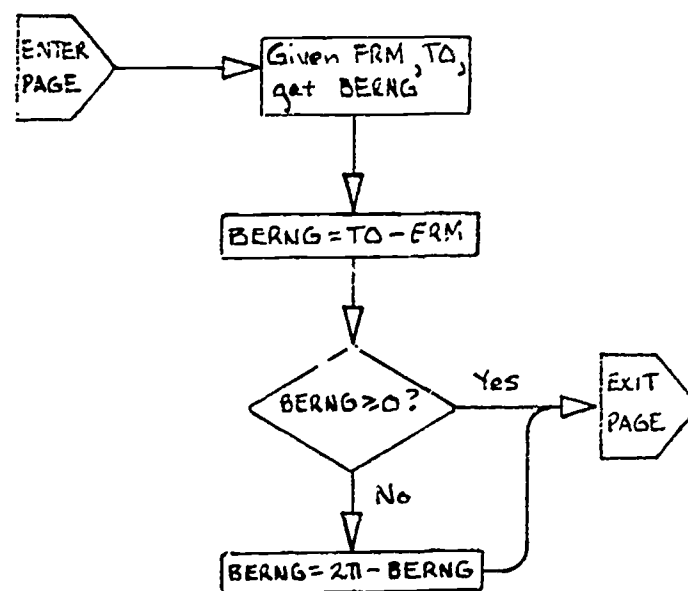 ENTER
PAGE
Given FRM, TO,
get BERNG
BERNG = TO - FRM
BERNG ≥ 0?
Yes
EXIT
PAGE
No
BERNG = 2π - BERNG